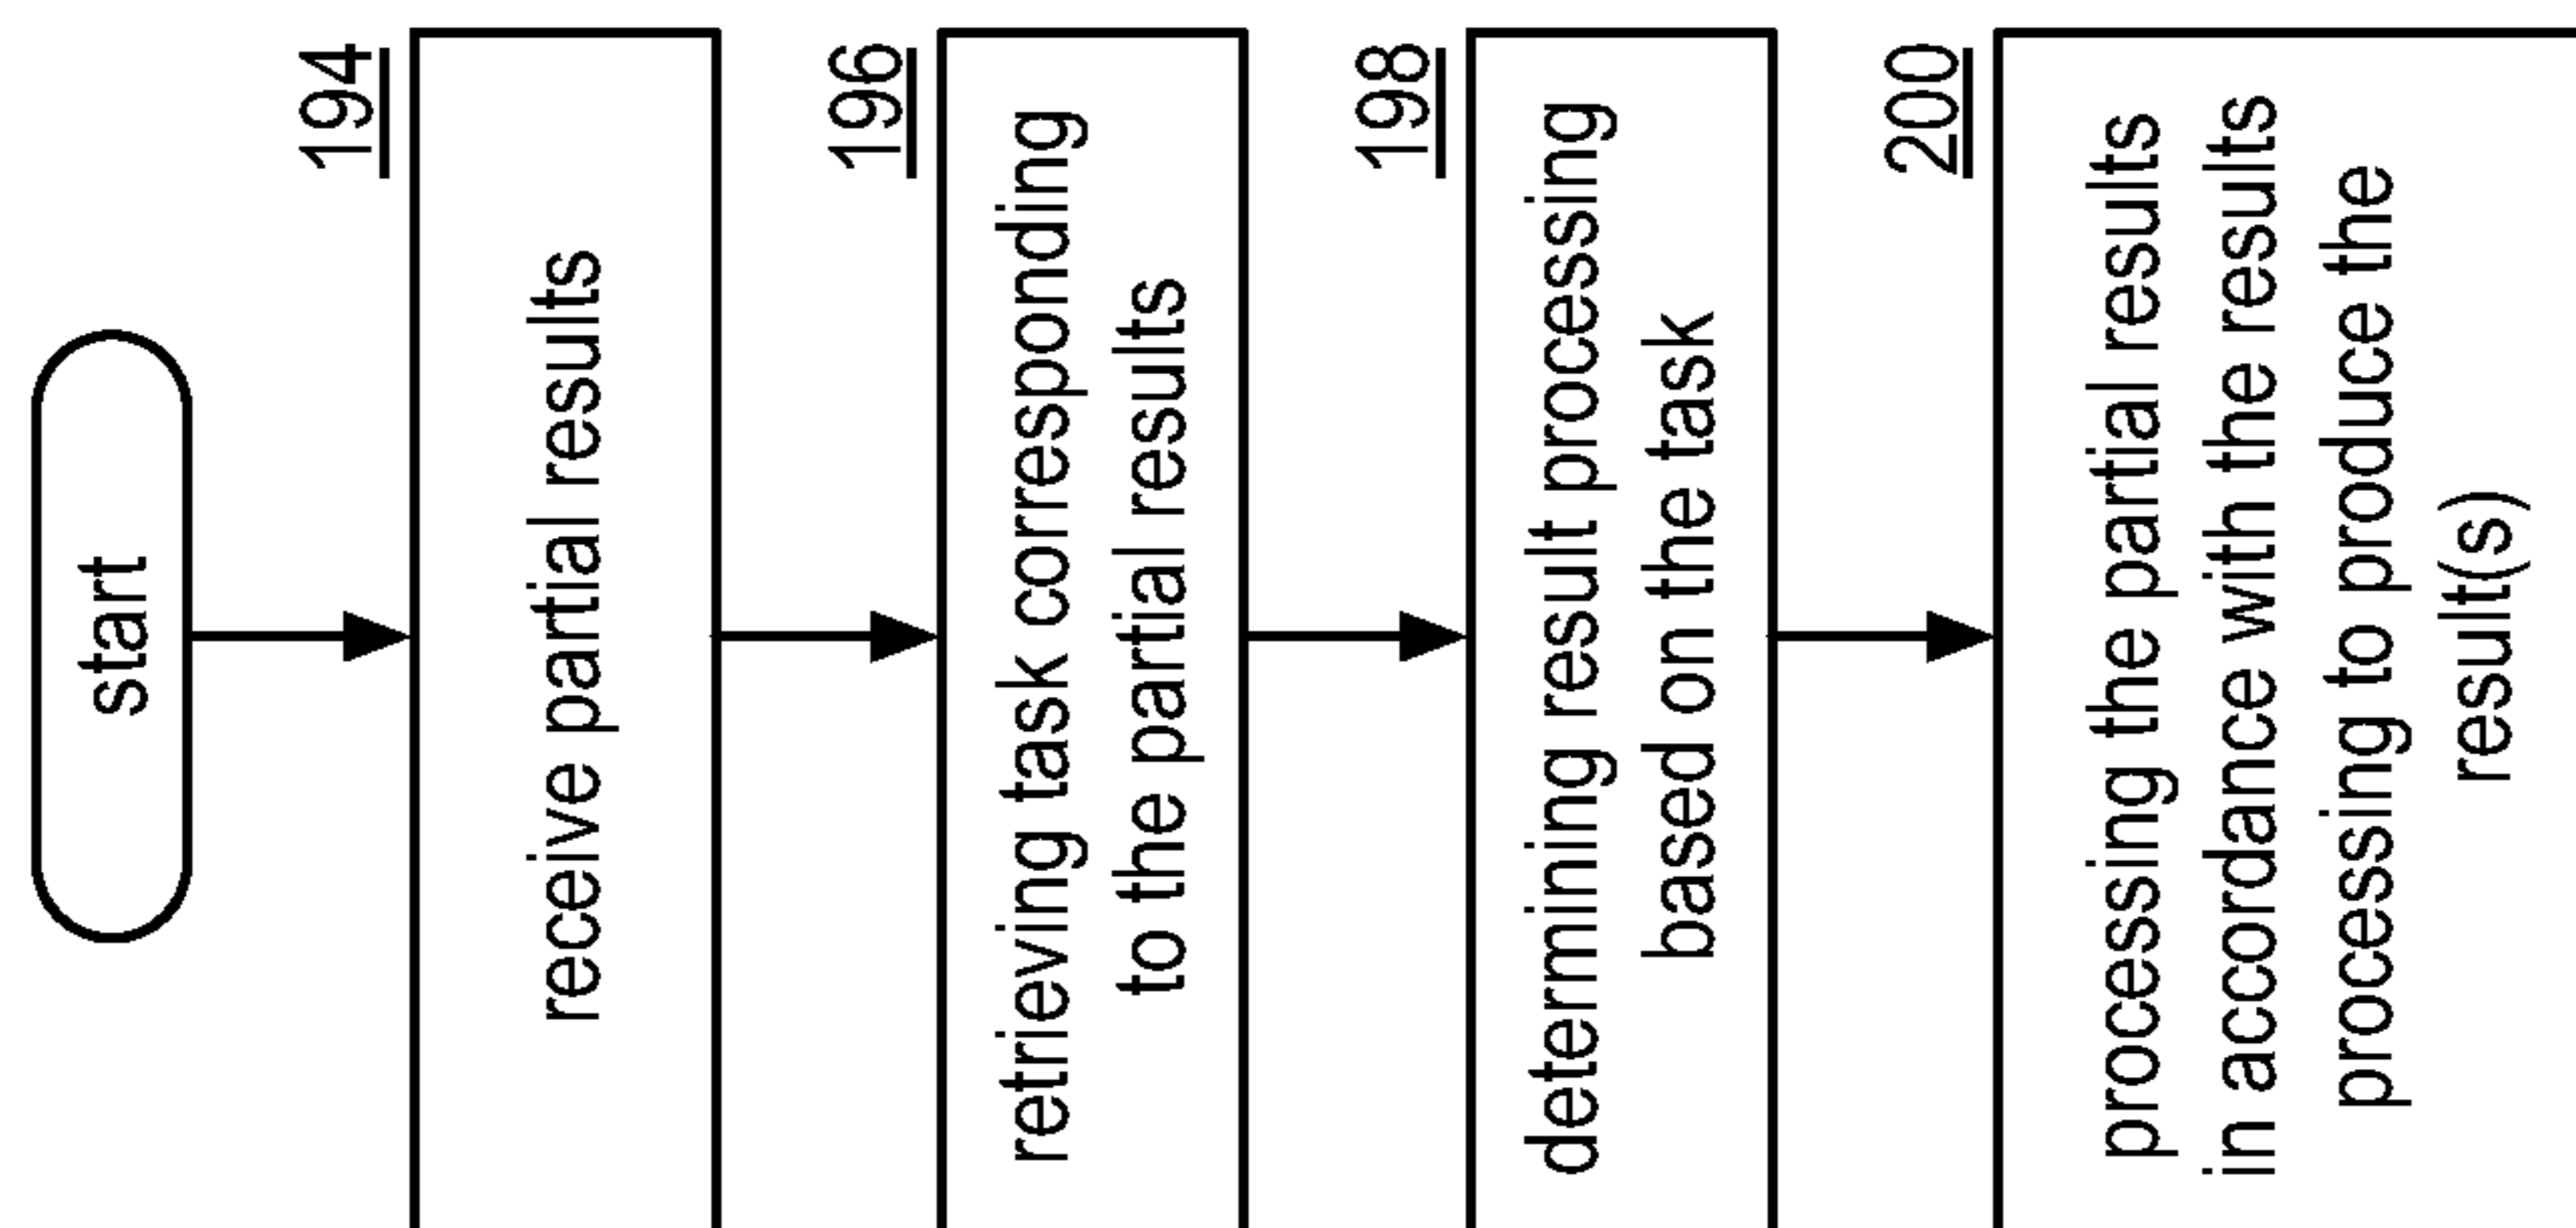 start
194
receive partial results
196
retrieving task corresponding
to the partial results
198
determining result processing
based on the task
200
processing the partial results
in accordance with the results
processing to produce the
result(s)